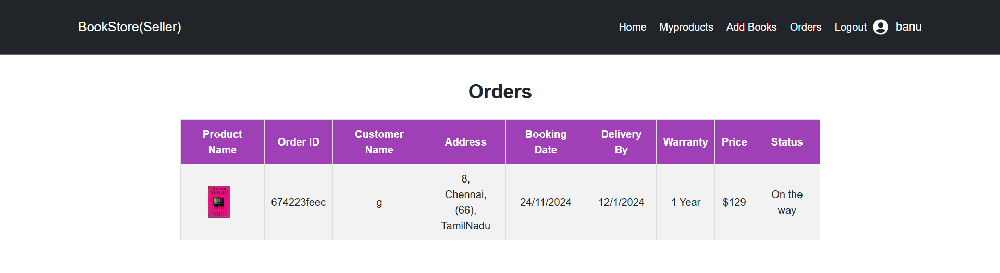 BookStore(Seller)
Home Myproducts Add Books Orders Logout banu
Orders
Product Name
Order ID
Customer Name
Address
Booking Date
Delivery By
Warranty
Price
Status
MISTER
MAGIC
KIERSTEN
WHITE
674223feec
g
8,
Chennai,
(66),
TamilNadu
24/11/2024
12/1/2024
1 Year
$129
On the
way